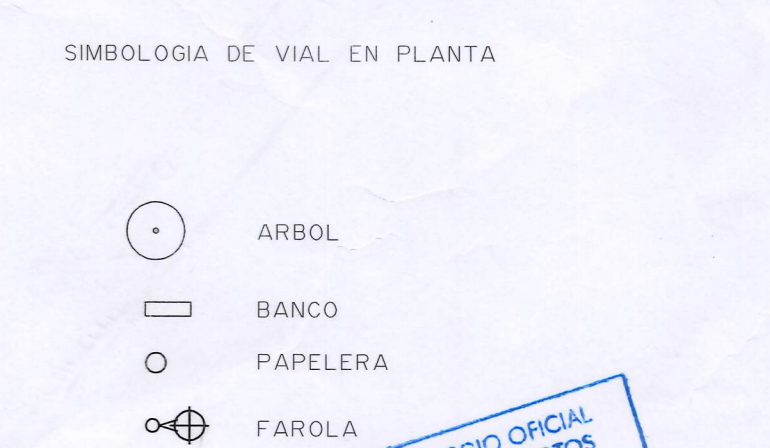 SIMBOLOGIA DE VIAL EN PLANTA
ARBOL
BANCO
PAPELERA
FAROLA
OFICIAL